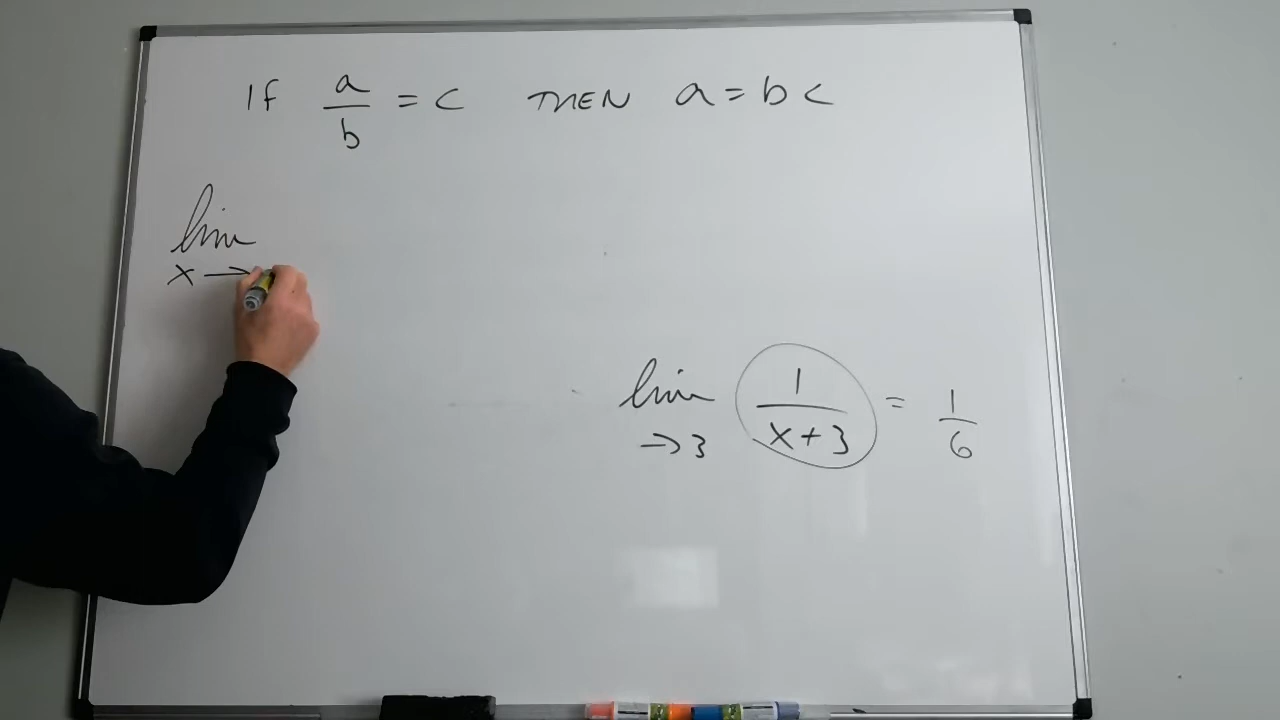 IF a/b = c THEN a = bc
lim
x →
lim 1/(x+3) = 1/6
→ 3